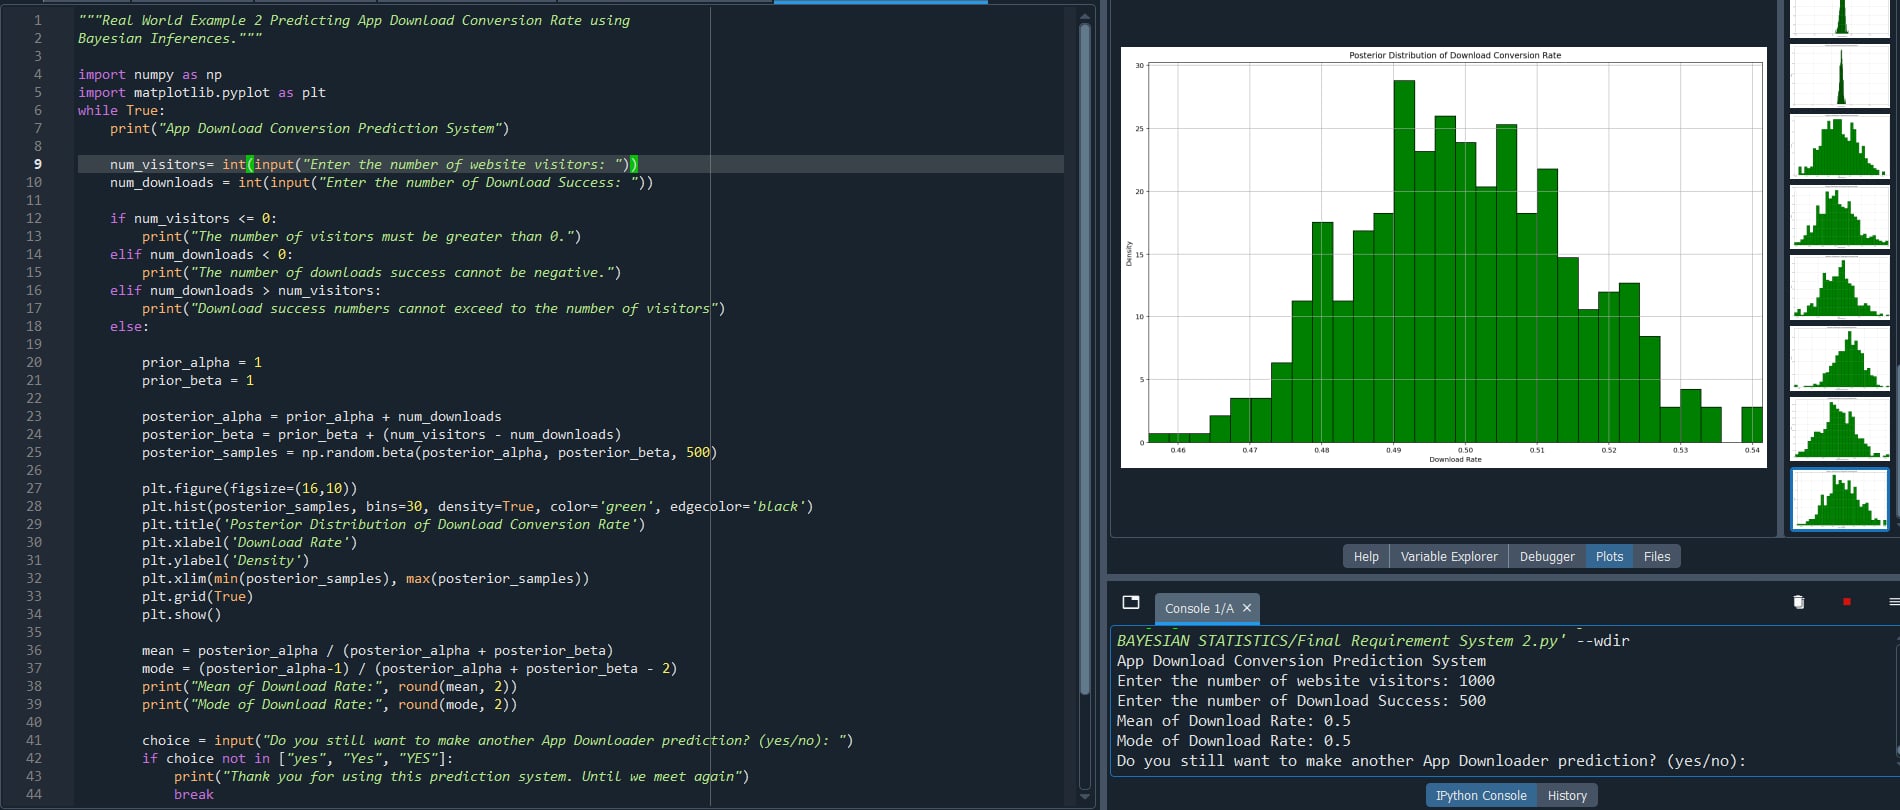 1 """Real World Example 2 Predicting App Download Conversion Rate using
2 Bayesian Inferences."""
3
4 import numpy as np
5 import matplotlib.pyplot as plt
6 while True:
7 print("App Download Conversion Prediction System")
8
9 num_visitors= int(input("Enter the number of website visitors: "))
10 num_downloads = int(input("Enter the number of Download Success: "))
11
12 if num_visitors <= 0:
13 print("The number of visitors must be greater than 0.")
14 elif num_downloads < 0:
15 print("The number of downloads success cannot be negative.")
16 elif num_downloads > num_visitors:
17 print("Download success numbers cannot exceed to the number of visitors")
18 else:
19
20 prior_alpha = 1
21 prior_beta = 1
22
23 posterior_alpha = prior_alpha + num_downloads
24 posterior_beta = prior_beta + (num_visitors - num_downloads)
25 posterior_samples = np.random.beta(posterior_alpha, posterior_beta, 500)
26
27 plt.figure(figsize=(16,10))
28 plt.hist(posterior_samples, bins=30, density=True, color='green', edgecolor='black')
29 plt.title('Posterior Distribution of Download Conversion Rate')
30 plt.xlabel('Download Rate')
31 plt.ylabel('Density')
32 plt.xlim(min(posterior_samples), max(posterior_samples))
33 plt.grid(True)
34 plt.show()
35
36 mean = posterior_alpha / (posterior_alpha + posterior_beta)
37 mode = (posterior_alpha-1) / (posterior_alpha + posterior_beta - 2)
38 print("Mean of Download Rate:", round(mean, 2))
39 print("Mode of Download Rate:", round(mode, 2))
40
41 choice = input("Do you still want to make another App Downloader prediction? (yes/no): ")
42 if choice not in ["yes", "Yes", "YES"]:
43 print("Thank you for using this prediction system. Until we meet again")
44 break
Posterior Distribution of Download Conversion Rate
30
25
20
15
10
5
0
Density
0.46 0.47 0.48 0.49 0.50 0.51 0.52 0.53 0.54
Download Rate
Help Variable Explorer Debugger Plots Files
Console 1/A ×
BAYESIAN STATISTICS/Final Requirement System 2.py' --wdir
App Download Conversion Prediction System
Enter the number of website visitors: 1000
Enter the number of Download Success: 500
Mean of Download Rate: 0.5
Mode of Download Rate: 0.5
Do you still want to make another App Downloader prediction? (yes/no):
IPython Console History